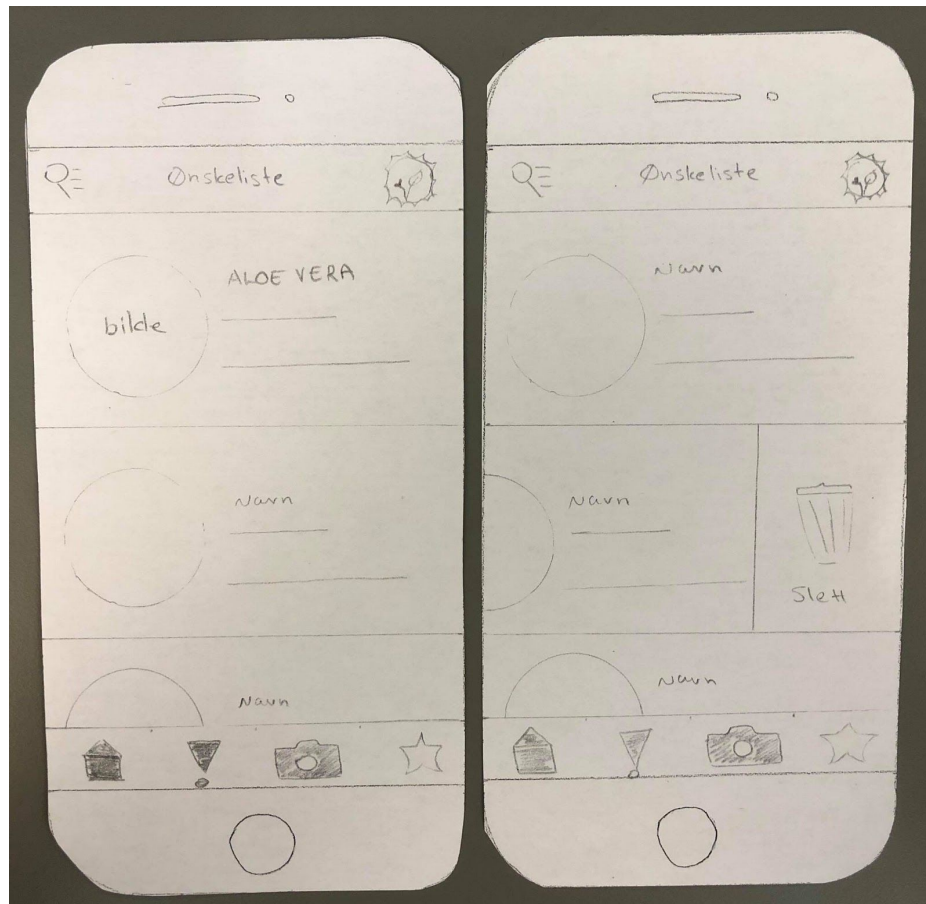 Ønskeliste
ALOE VERA
bilde
Navn
Navn
Ønskeliste
Navn
Navn
Slett
Navn